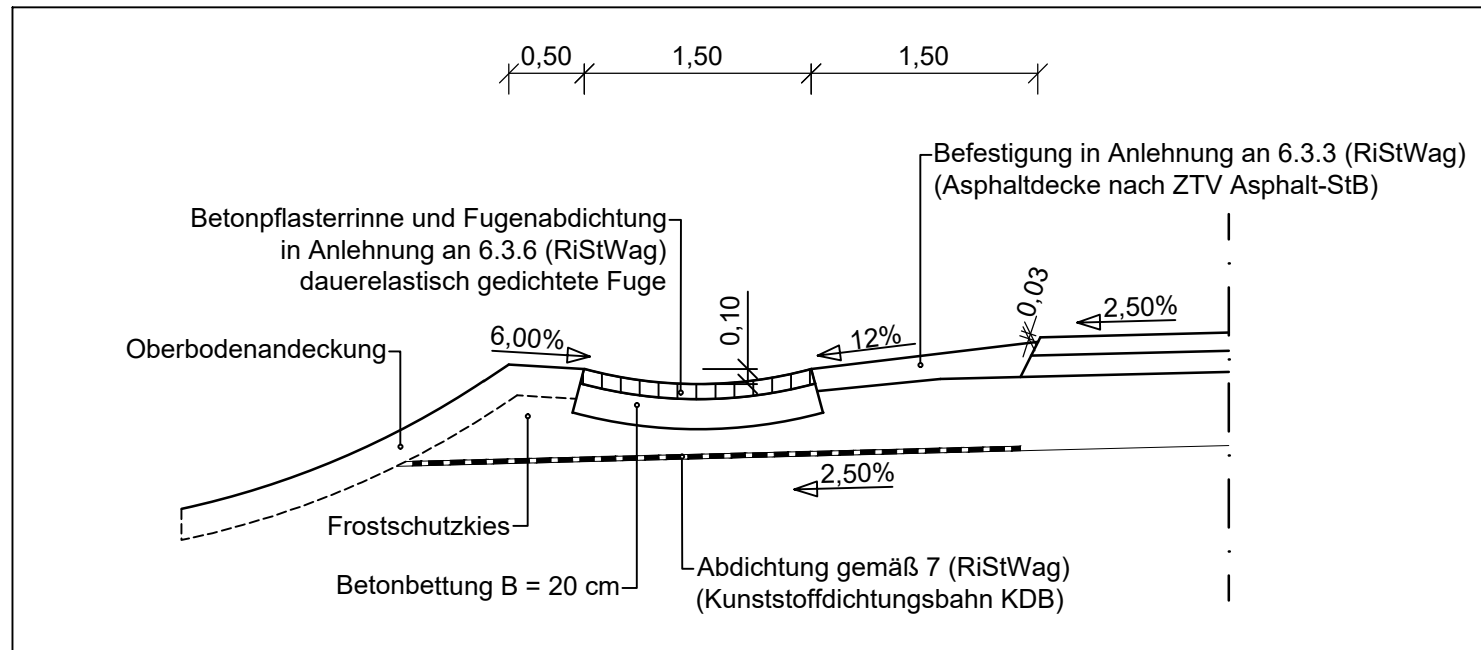 0,50
1,50
1,50
Befestigung in Anlehnung an 6.3.3 (RiStWag)
(Asphaltdecke nach ZTV Asphalt-StB)
Betonpflasterrinne und Fugenabdichtung
in Anlehnung an 6.3.6 (RiStWag)
dauerelastisch gedichtete Fuge
0,10
0,03
2,50%
6,00%
12%
Oberbodenandeckung
2,50%
Frostschutzkies
Betonbettung B = 20 cm
Abdichtung gemäß 7 (RiStWag)
(Kunststoffdichtungsbahn KDB)